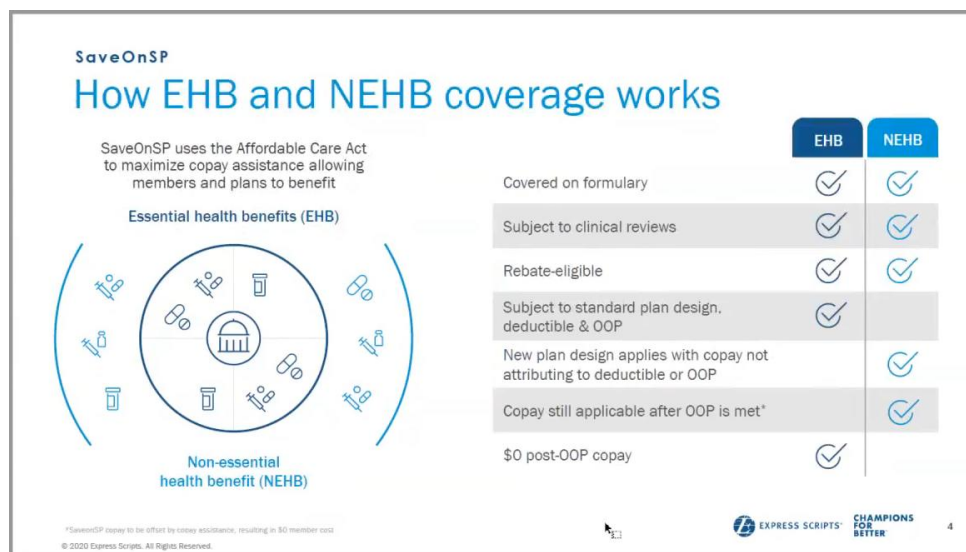 SaveOnSP
How EHB and NEHB coverage works
SaveOnSP uses the Affordable Care Act
to maximize copay assistance allowing
members and plans to benefit
Essential health benefits (EHB)
Non-essential
health benefit (NEHB)
EHB NEHB
Covered on formulary
Subject to clinical reviews
Rebate-eligible
Subject to standard plan design,
deductible & OOP
New plan design applies with copay not
attributing to deductible or OOP
Copay still applicable after OOP is met*
$0 post-OOP copay
*SaveonSP copay to be offset by copay assistance, resulting in $0 member cost
© 2020 Express Scripts. All Rights Reserved.
EXPRESS SCRIPTS®
CHAMPIONS
FOR
BETTER
4